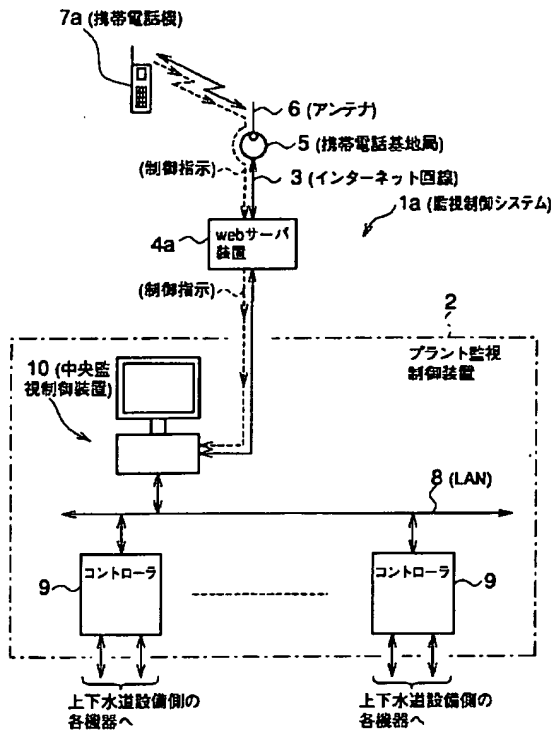 7a (携帯電話機)
6 (アンテナ)
5 (携帯電話基地局)
(制御指示)
3 (インターネット回線)
1a (監視制御システム)
4a
webサーバ
装置
(制御指示)
2
プラント監視
制御装置
10 (中央監
視制御装置)
8 (LAN)
コントローラ
9
コントローラ
9
上下水道設備側の
各機器へ
上下水道設備側の
各機器へ